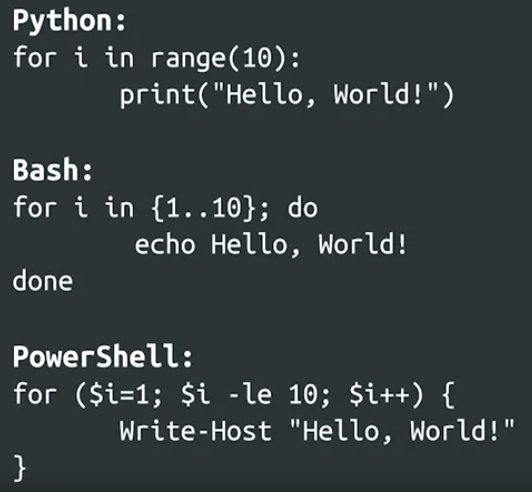 Python:
for i in range(10):
        print("Hello, World!")
Bash:
for i in {1..10}; do
        echo Hello, World!
done
PowerShell:
for ($i=1; $i -le 10; $i++) {
        Write-Host "Hello, World!"
}